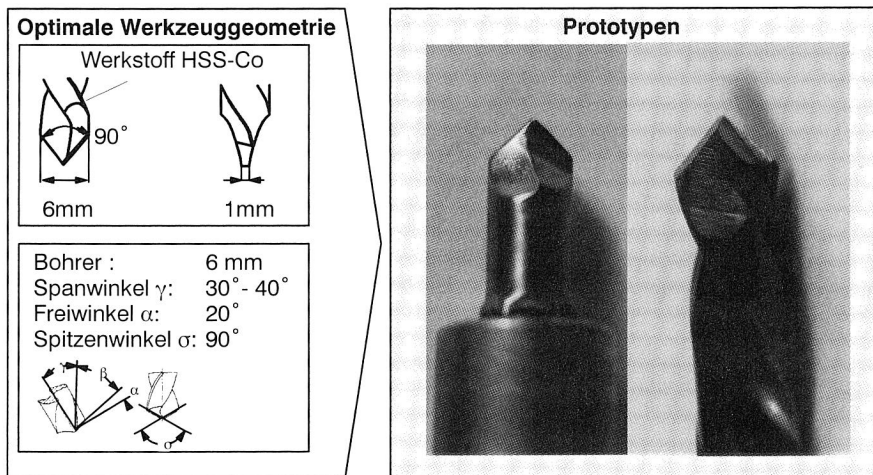 Optimale Werkzeuggeometrie
Werkstoff HSS-Co
90°
6mm
1mm
Bohrer : 6 mm
Spanwinkel γ: 30°- 40°
Freiwinkel α: 20°
Spitzenwinkel σ: 90°
γ
β
α
σ
Prototypen